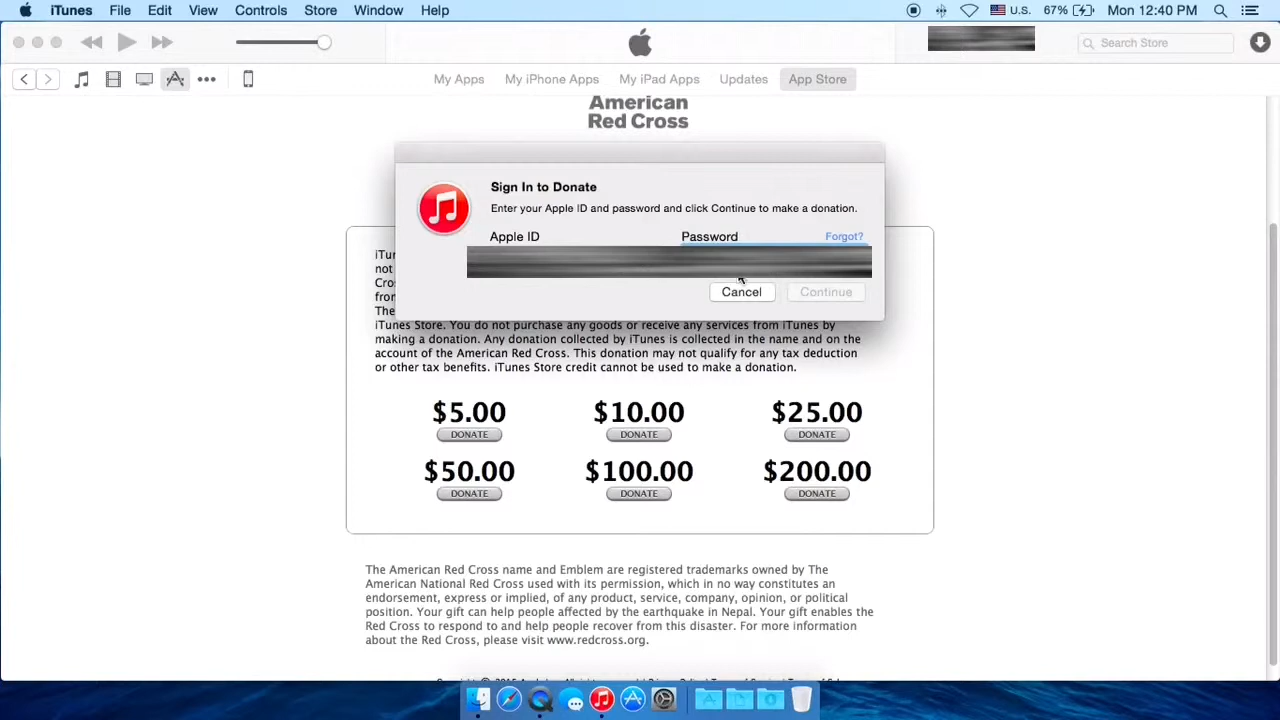 iTunes File Edit View Controls Store Window Help U.S. 67% Mon 12:40 PM
Search Store
My Apps My iPhone Apps My iPad Apps Updates App Store
American
Red Cross
Sign In to Donate
Enter your Apple ID and password and click Continue to make a donation.
Apple ID Password Forgot?
Cancel Continue
iTunes Store. You do not purchase any goods or receive any services from iTunes by
making a donation. Any donation collected by iTunes is collected in the name and on the
account of the American Red Cross. This donation may not qualify for any tax deduction
or other tax benefits. iTunes Store credit cannot be used to make a donation.
$5.00 $10.00 $25.00
DONATE DONATE DONATE
$50.00 $100.00 $200.00
DONATE DONATE DONATE
The American Red Cross name and Emblem are registered trademarks owned by The
American National Red Cross used with its permission, which in no way constitutes an
endorsement, express or implied, of any product, service, company, opinion, or political
position. Your gift can help people affected by the earthquake in Nepal. Your gift enables the
Red Cross to respond to and help people recover from this disaster. For more information
about the Red Cross, please visit www.redcross.org.